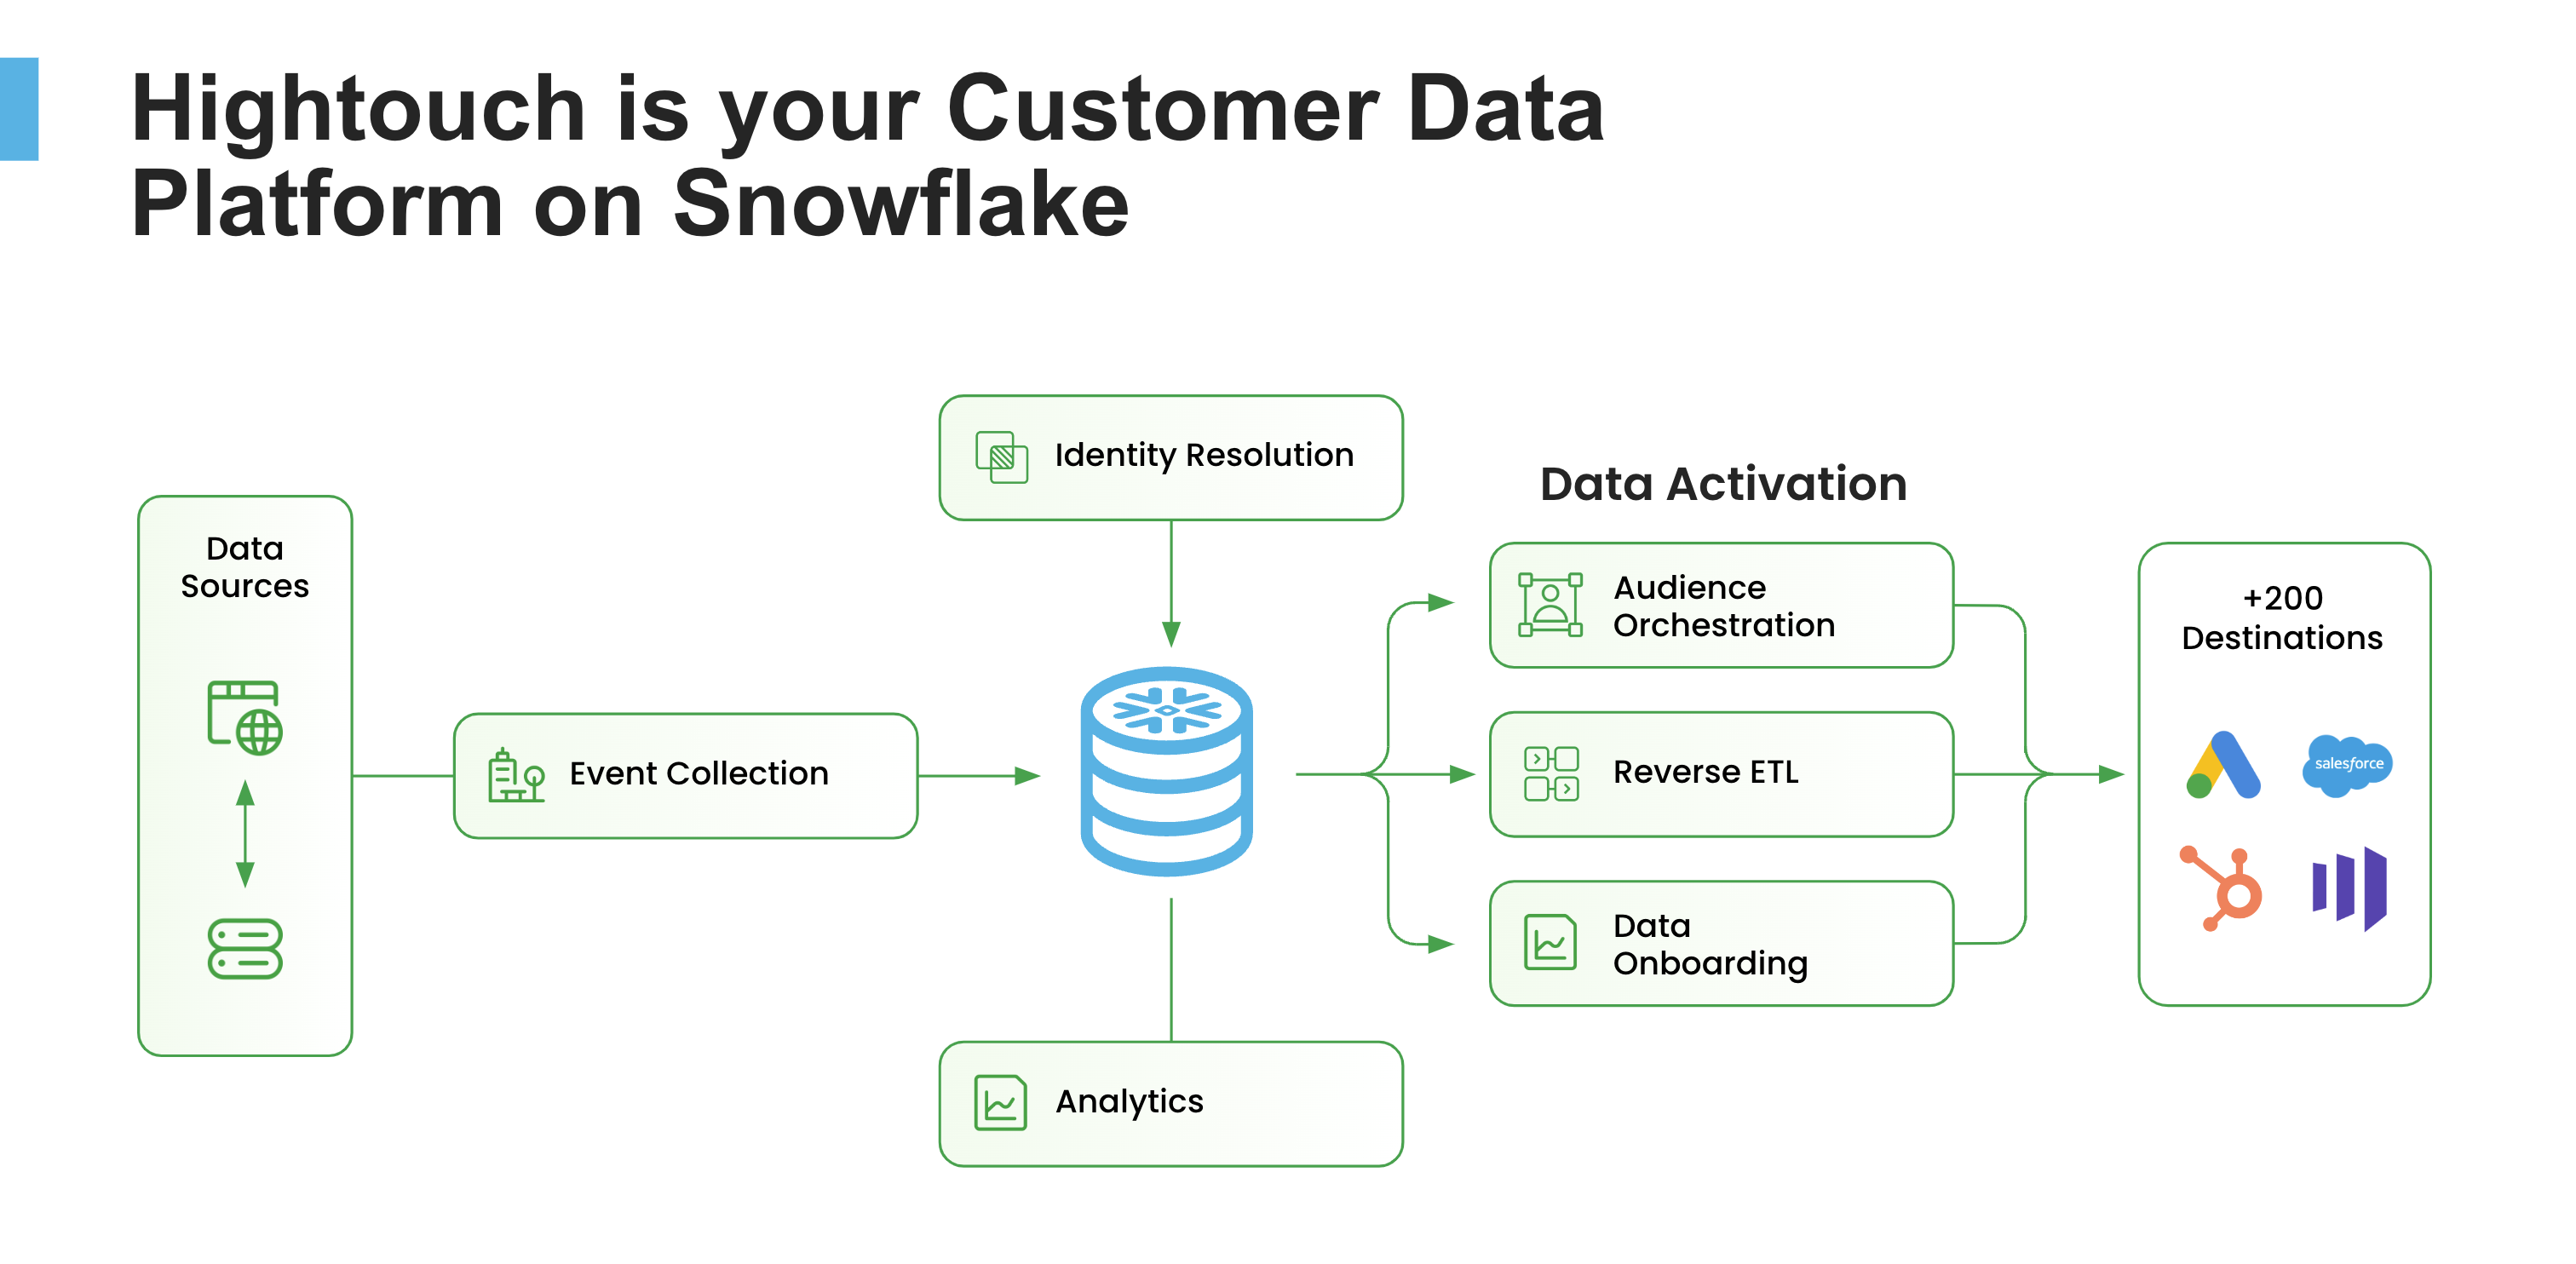 Hightouch is your Customer Data
Platform on Snowflake
Identity Resolution
Data Activation
Data
Sources
Audience
Orchestration
+200
Destinations
Event Collection
Reverse ETL
salesforce
Data
Onboarding
Analytics